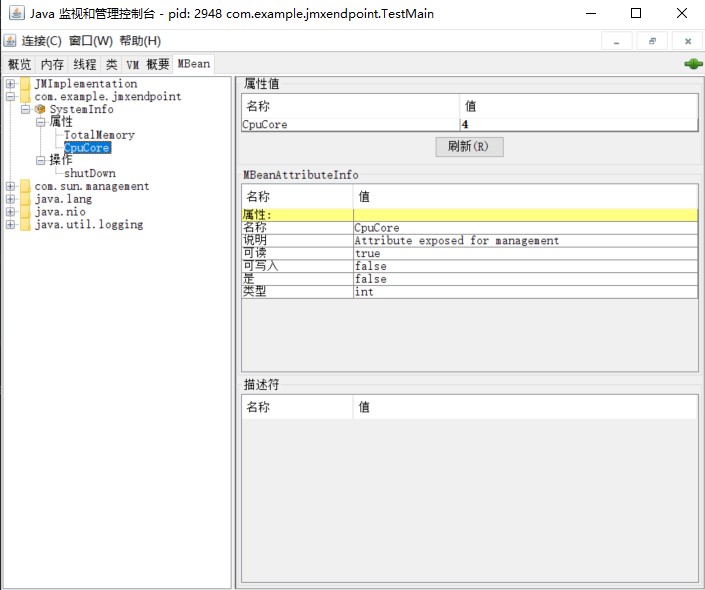 Java 监视和管理控制台 - pid: 2948 com.example.jmxendpoint.TestMain
连接(C) 窗口(W) 帮助(H)
概览 内存 线程 类 VM 概要 MBean
JMImplementation
com.example.jmxendpoint
SystemInfo
属性
TotalMemory
CpuCore
操作
shutDown
com.sun.management
java.lang
java.nio
java.util.logging
属性值
名称 值
CpuCore 4
刷新(R)
MBeanAttributeInfo
名称 值
属性:
名称 CpuCore
说明 Attribute exposed for management
可读 true
可写入 false
是 false
类型 int
描述符
名称 值